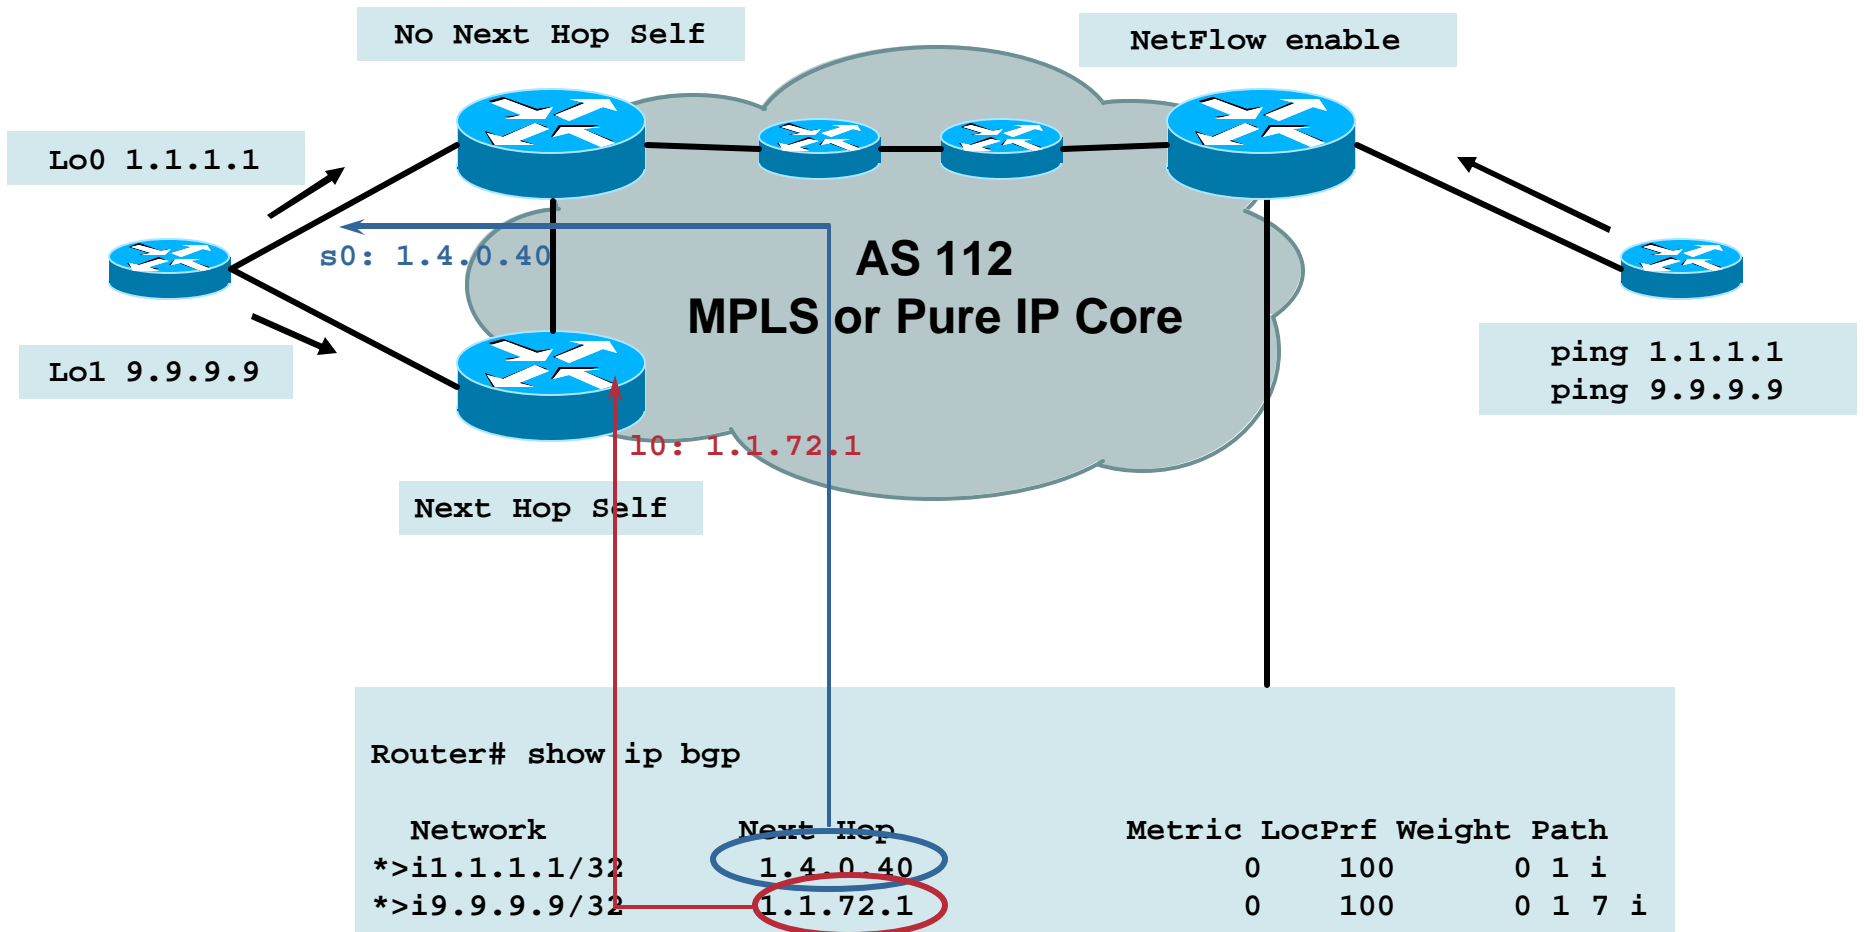 No Next Hop Self
NetFlow enable
Lo0 1.1.1.1
s0: 1.4.0.40
AS 112
MPLS or Pure IP Core
Lo1 9.9.9.9
ping 1.1.1.1
ping 9.9.9.9
l0: 1.1.72.1
Next Hop Self
Router# show ip bgp
Network Next Hop Metric LocPrf Weight Path
*>i1.1.1.1/32 1.4.0.40 0 100 0 1 i
*>i9.9.9.9/32 1.1.72.1 0 100 0 1 7 i